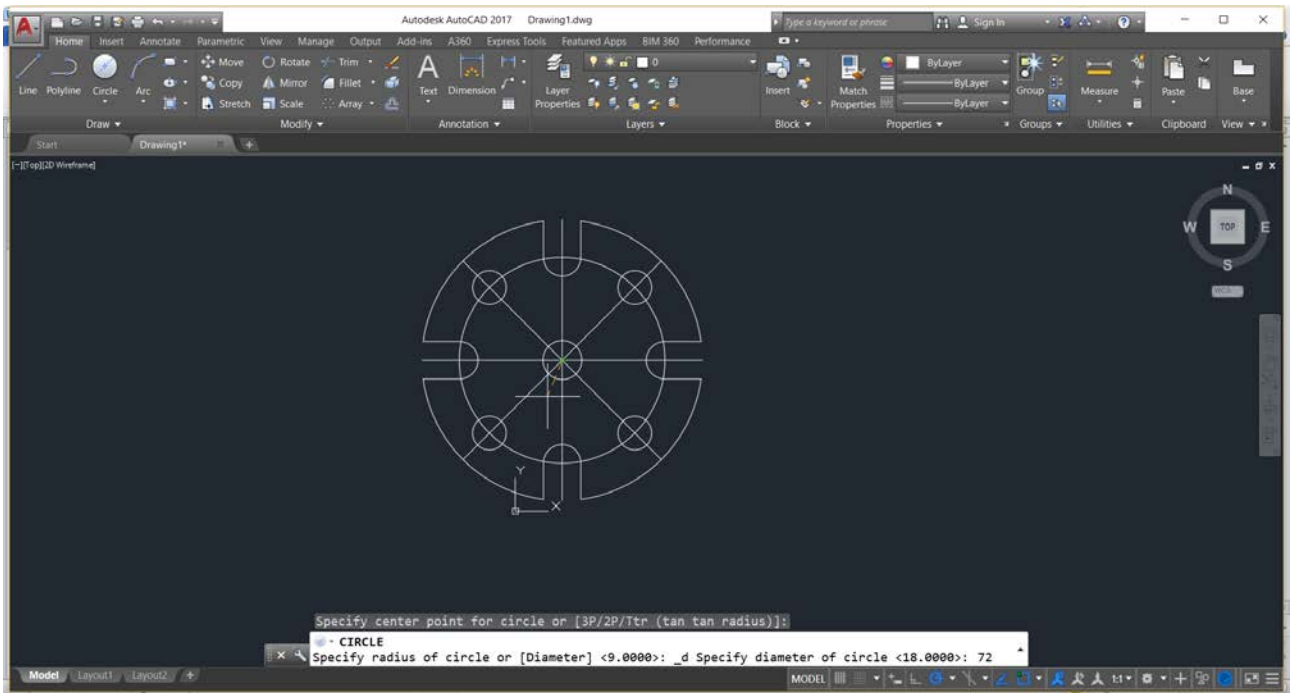 Autodesk AutoCAD 2017 Drawing1.dwg
Type a keyword or phrase
Sign In
A
Home Insert Annotate Parametric View Manage Output Add-ins A360 Express Tools Featured Apps BIM 360 Performance
Move Rotate Trim
0
ByLayer
Line Polyline Circle Arc
Copy Mirror Fillet
A
Text Dimension
Layer
Properties
Insert
Match
Properties
ByLayer
Group
Measure
Paste
Base
Stretch Scale Array
ByLayer
Draw Modify Annotation Layers Block Properties Groups Utilities Clipboard View
Start Drawing1* +
[-][Top][2D Wireframe]
N
W TOP E
S
WCS
Y
X
Specify center point for circle or [3P/2P/Ttr (tan tan radius)]:
- CIRCLE
Specify radius of circle or [Diameter] <9.0000>: _d Specify diameter of circle <18.0000>: 72
Model Layout1 Layout2 +
MODEL 1:1